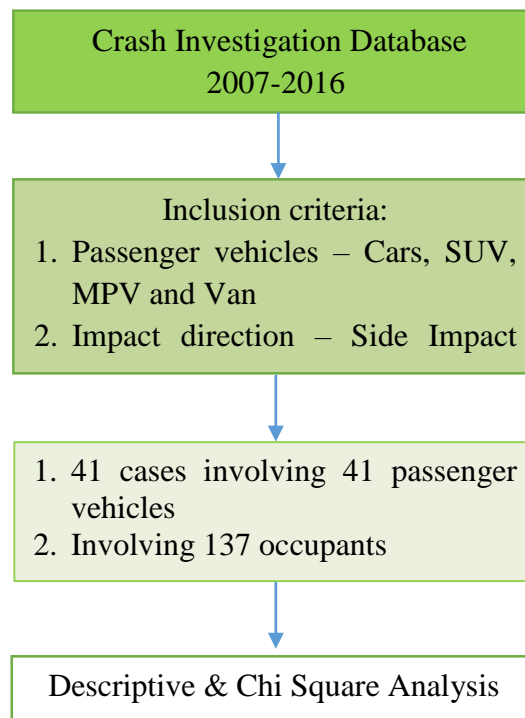 Crash Investigation Database
2007-2016
Inclusion criteria:
1. Passenger vehicles – Cars, SUV,
MPV and Van
2. Impact direction – Side Impact
1. 41 cases involving 41 passenger
vehicles
2. Involving 137 occupants
Descriptive & Chi Square Analysis